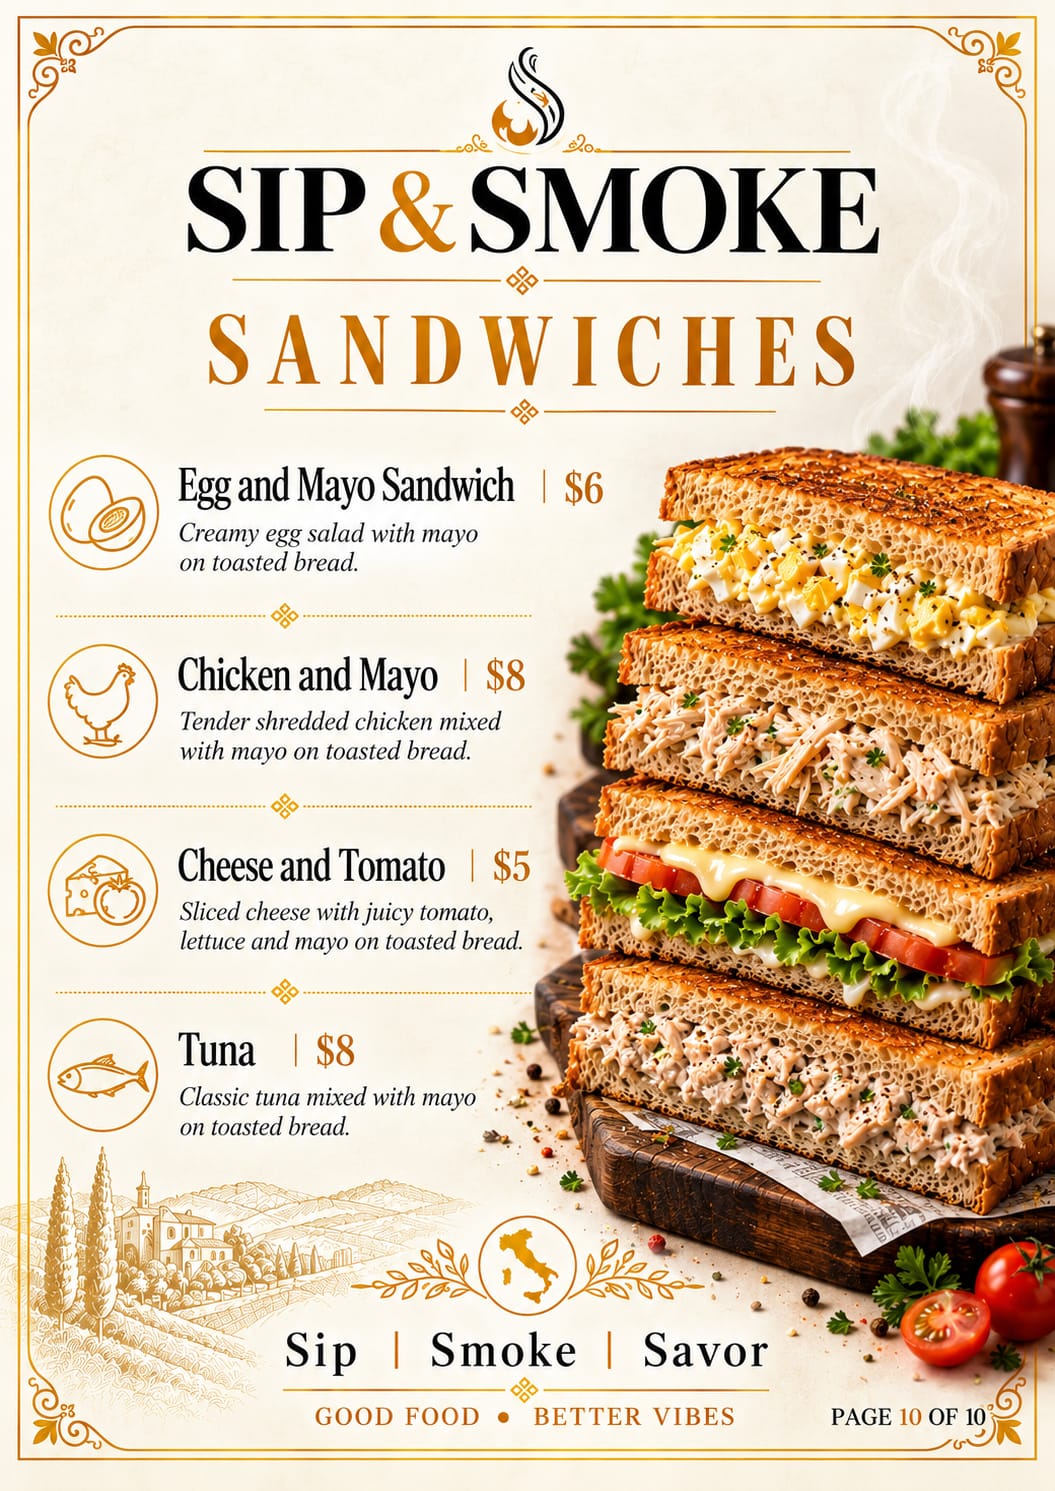 SIP & SMOKE
SANDWICHES
Egg and Mayo Sandwich | $6
Creamy egg salad with mayo
on toasted bread.
Chicken and Mayo | $8
Tender shredded chicken mixed
with mayo on toasted bread.
Cheese and Tomato | $5
Sliced cheese with juicy tomato,
lettuce and mayo on toasted bread.
Tuna | $8
Classic tuna mixed with mayo
on toasted bread.
Sip | Smoke | Savor
GOOD FOOD • BETTER VIBES
PAGE 10 OF 10